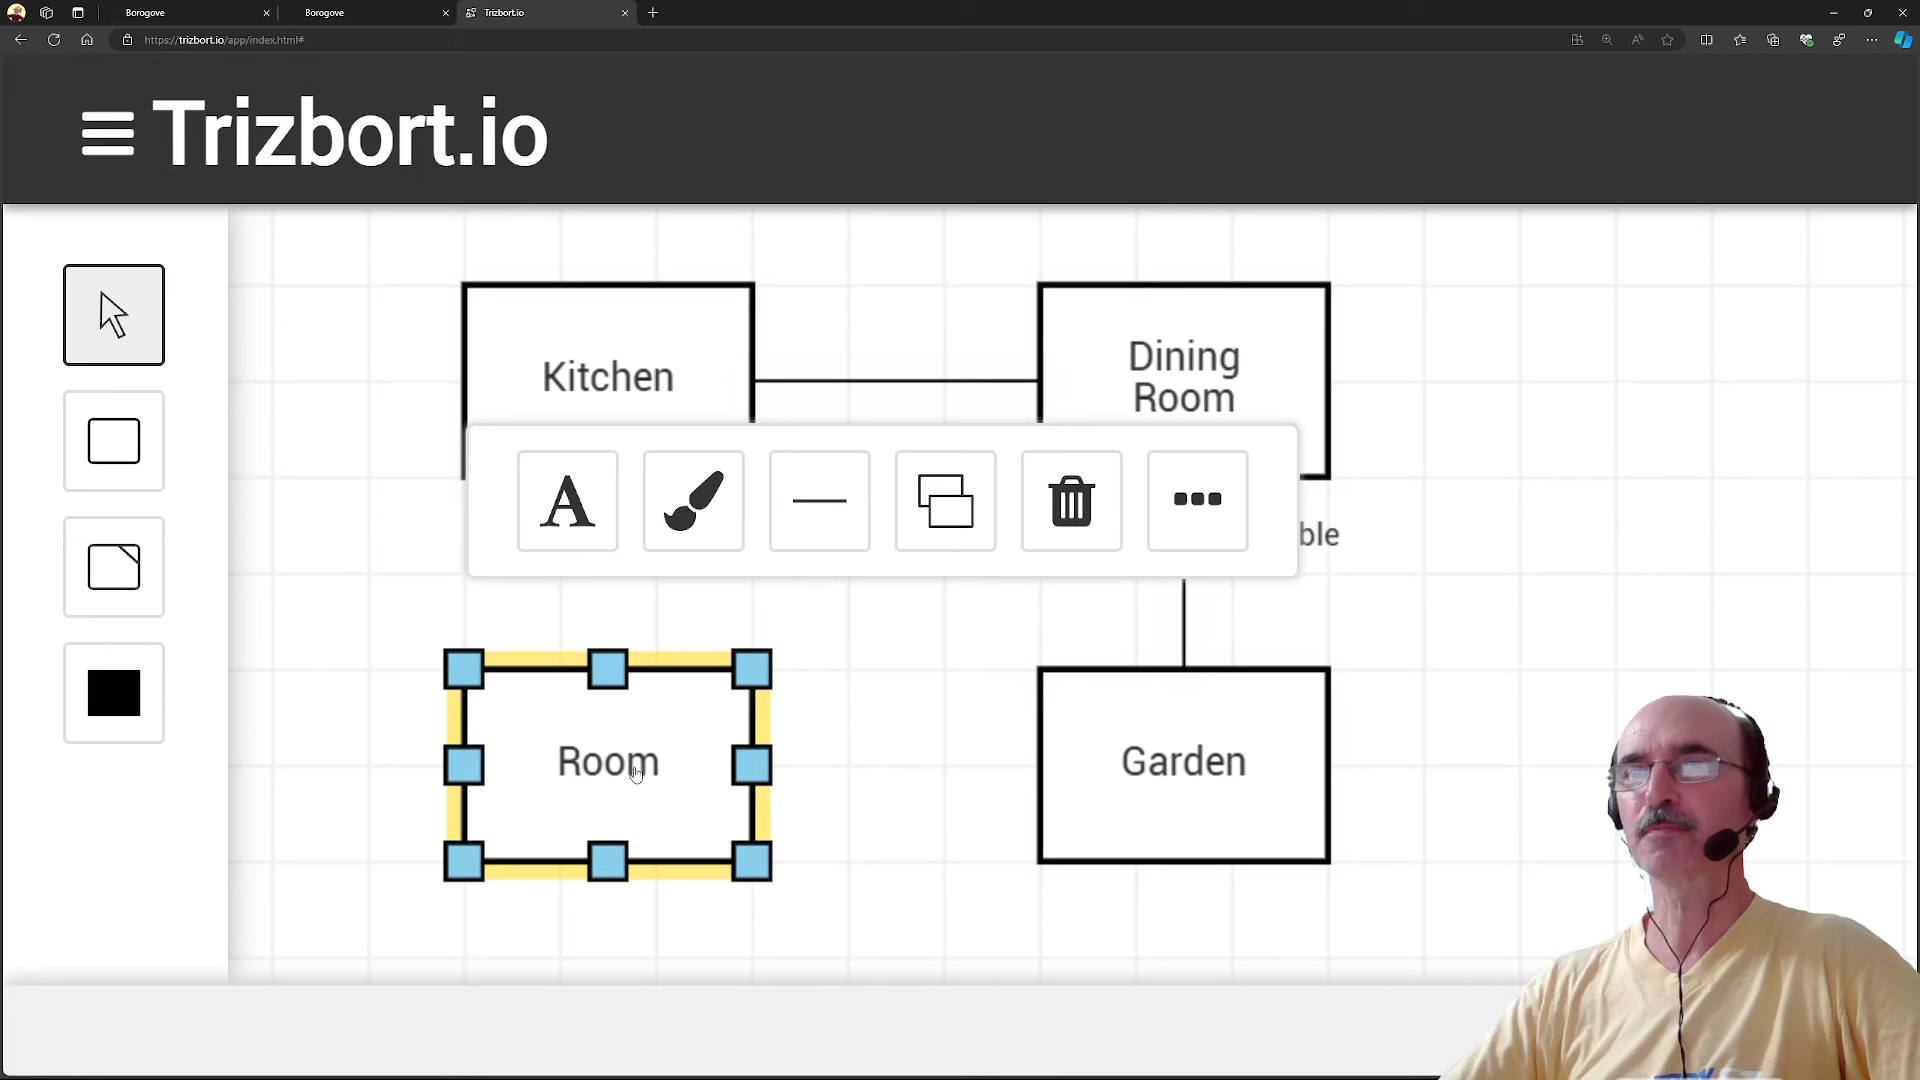 Borogove
Borogove
Trizbort.io
https://trizbort.io/app/index.html#
Trizbort.io
Kitchen
Dining
Room
A
ble
Room
Garden